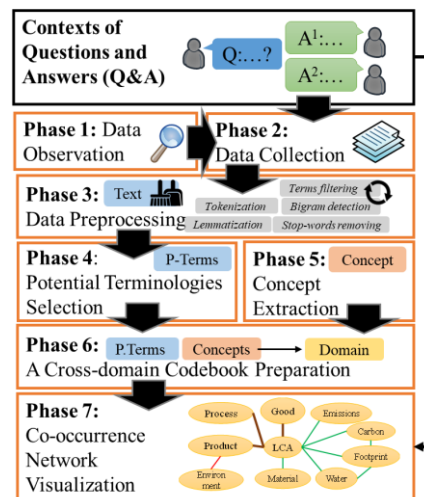 Contexts of
Questions and
Answers (Q&A)
Q:...?
A¹:...
A²:...
Phase 1: Data
Observation
Phase 2:
Data Collection
Phase 3:
Data Preprocessing
Text
Terms filtering
Tokenization
Bigram detection
Lemmatization
Stop-words removing
Phase 4:
Potential Terminologies
Selection
P-Terms
Phase 5:
Concept
Extraction
Concept
Phase 6:
P.Terms
Concepts
Domain
A Cross-domain Codebook Preparation
Phase 7:
Co-occurrence
Network
Visualization
Process
Good
Emissions
Carbon
Product
LCA
Footprint
Environ
ment
Material
Water